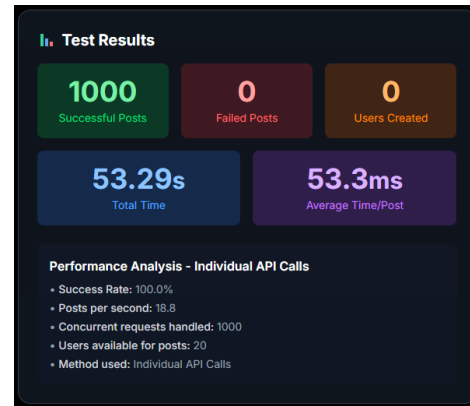 Test Results
1000
Successful Posts
0
Failed Posts
0
Users Created
53.29s
Total Time
53.3ms
Average Time/Post
Performance Analysis - Individual API Calls
• Success Rate: 100.0%
• Posts per second: 18.8
• Concurrent requests handled: 1000
• Users available for posts: 20
• Method used: Individual API Calls